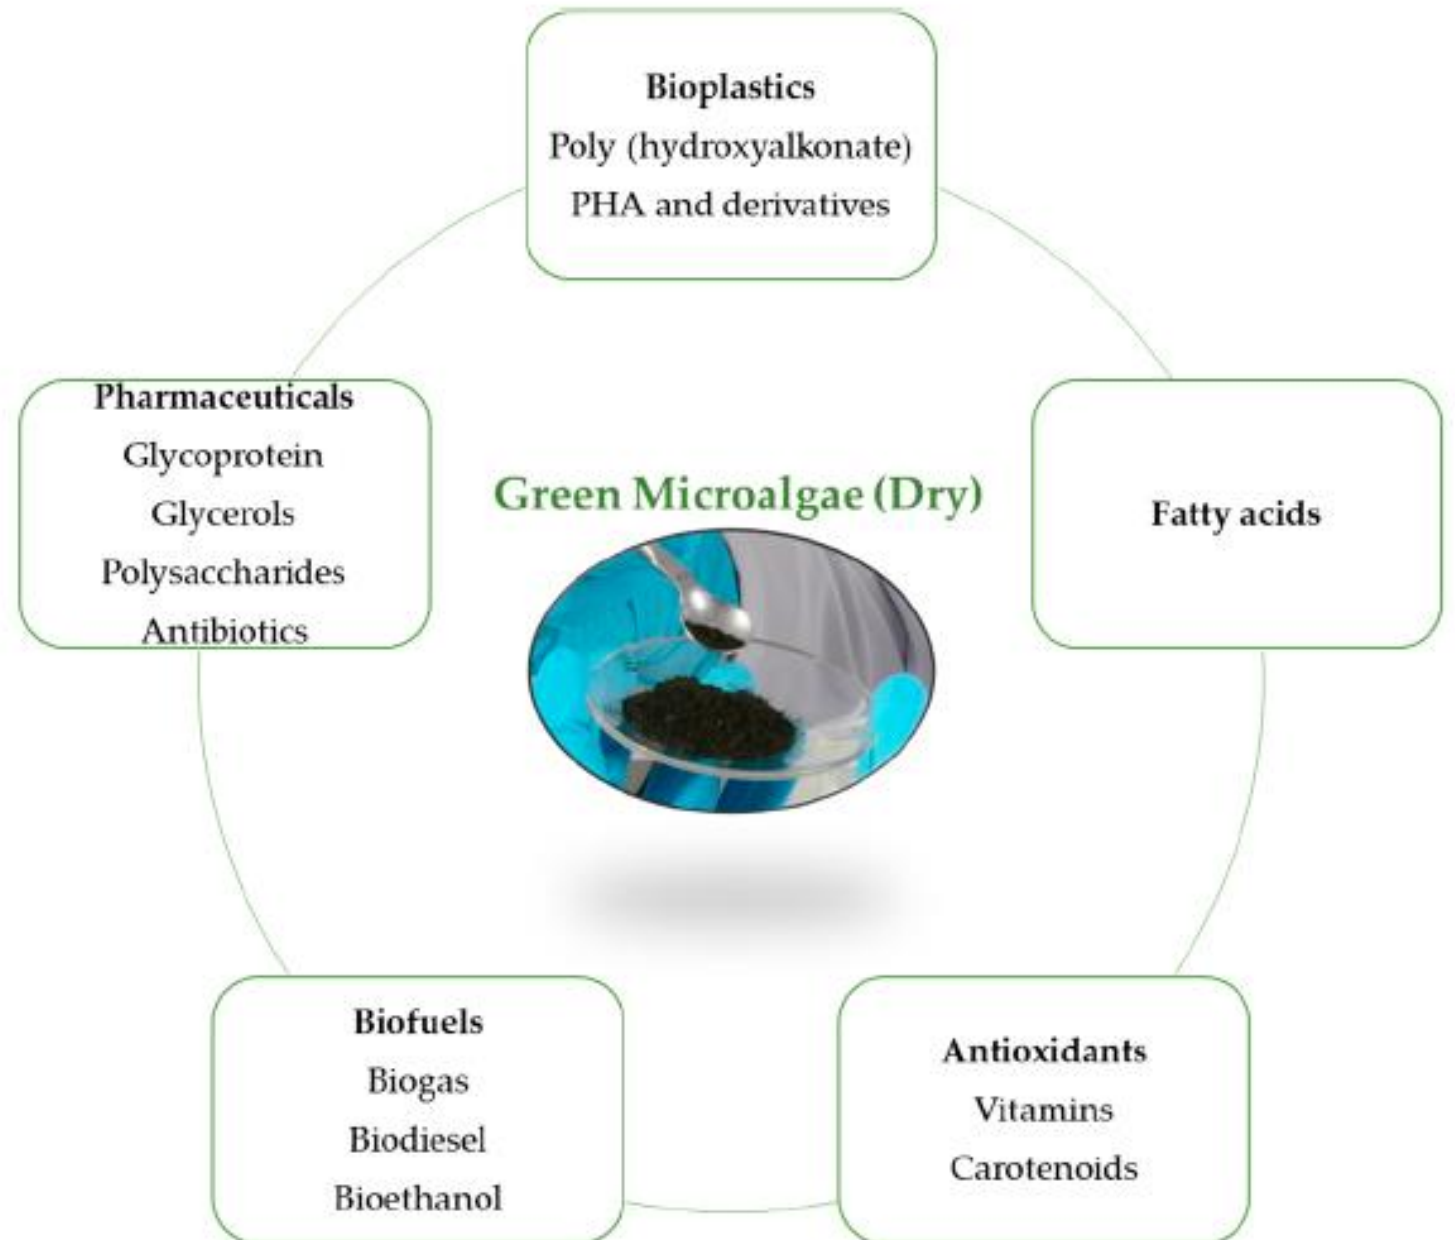 Bioplastics
Poly (hydroxyalkonate)
PHA and derivatives
Pharmaceuticals
Glycoprotein
Glycerols
Polysaccharides
Antibiotics
Green Microalgae (Dry)
Fatty acids
Biofuels
Biogas
Biodiesel
Bioethanol
Antioxidants
Vitamins
Carotenoids